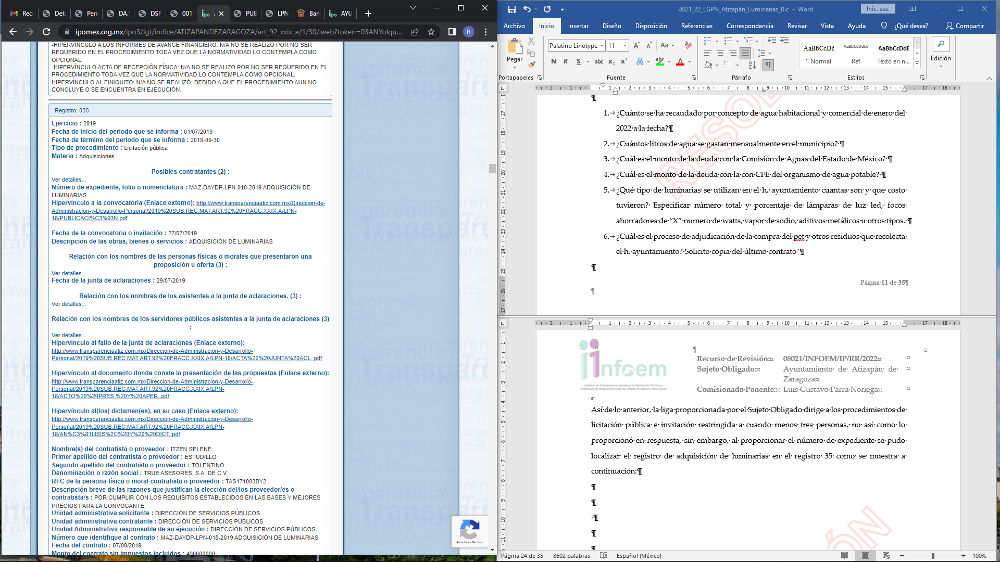 Reci
Deta
Peri
DA.
DSP
001
PUB
LPN
Ban
AYU
ipomex.org.mx/ipo3/lgt/indice/ATIZAPANDEZARAGOZA/art_92_xxix_a/1/30/.web?token=03ANYolqu...
R
-HIPERVÍNCULO A LOS INFORMES DE AVANCE FINANCIERO: N/A NO SE REALIZO POR NO SER
REQUERIDO EN EL PROCEDIMIENTO TODA VEZ QUE LA NORMATIVIDAD LO CONTEMPLA COMO
OPCIONAL.
-HIPERVÍNCULO ACTA DE RECEPCIÓN FÍSICA: N/A NO SE REALIZO POR NO SER REQUERIDO EN EL
PROCEDIMIENTO TODA VEZ QUE LA NORMATIVIDAD LO CONTEMPLA COMO OPCIONAL.
HIPERVÍNCULO AL FINIQUITO: N/A NO SE REALIZÓ, DEBIDO A QUE EL PROCEDIMIENTO AUN NO
CONCLUYE O SE ENCUENTRA EN EJECUCIÓN.
Registro: 035
Ejercicio : 2019
Fecha de inicio del periodo que se informa : 01/07/2019
Fecha de término del periodo que se informa : 2019-09-30
Tipo de procedimiento : Licitación pública
Materia : Adquisiciones
Posibles contratantes (2) :
Ver detalles...
Número de expediente, folio o nomenclatura : MAZ-DAYDP-LPN-018-2019 ADQUISICIÓN DE
LUMINARIAS
Hipervínculo a la convocatoria (Enlace externo): http://www.transparenciaatiz.com.mx/Direccion-de-
Administracion-y-Desarrollo-Personal/2019%20SUB.REC.MAT.ART.92%20FRACC.XXIX.A/LPN-
18/PUBLICACI%C3%93N.pdf
Fecha de la convocatoria o invitación : 27/07/2019
Descripción de las obras, bienes o servicios : ADQUISICIÓN DE LUMINARIAS
Relación con los nombres de las personas físicas o morales que presentaron una
proposición u oferta (3) :
Ver detalles...
Fecha de la junta de aclaraciones : 29/07/2019
Relación con los nombres de los asistentes a la junta de aclaraciones. (3) :
Ver detalles...
Relación con los nombres de los servidores públicos asistentes a la junta de aclaraciones (3)
:
Ver detalles...
Hipervínculo al fallo de la junta de aclaraciones (Enlace externo):
http://www.transparenciaatiz.com.mx/Direccion-de-Administracion-y-Desarrollo-
Personal/2019%20SUB.REC.MAT.ART.92%20FRACC.XXIX.A/LPN-18/ACTA%20%20JUNTA%20ACL..pdf
Hipervínculo al documento donde conste la presentación de las propuestas (Enlace externo):
http://www.transparenciaatiz.com.mx/Direccion-de-Administracion-y-Desarrollo-
Personal/2019%20SUB.REC.MAT.ART.92%20FRACC.XXIX.A/LPN-
18/ACTO%20%20PRES.%20Y%20APER..pdf
Hipervínculo al(los) dictamen(es), en su caso (Enlace externo):
http://www.transparenciaatiz.com.mx/Direccion-de-Administracion-y-Desarrollo-
Personal/2019%20SUB.REC.MAT.ART.92%20FRACC.XXIX.A/LPN-
18/AN%C3%81LISIS%2C%20Y%20%20DICT..pdf
Nombre(s) del contratista o proveedor : ITZEN SELENE
Primer apellido del contratista o proveedor : ESTUDILLO
Segundo apellido del contratista o proveedor : TOLENTINO
Denominación o razón social : TRUE ASESORES, S.A. DE C.V.
RFC de la persona física o moral contratista o proveedor : TAS171003BY2
Descripción breve de las razones que justifican la elección del/los proveedor/es o
contratista/s : POR CUMPLIR CON LOS REQUISITOS ESTABLECIDOS EN LAS BASES Y MEJORES
PRECIOS PARA LA CONVOCANTE.
Unidad administrativa solicitante : DIRECCIÓN DE SERVICIOS PÚBLICOS
Unidad administrativa contratante : DIRECCIÓN DE SERVICIOS PÚBLICOS
Unidad Administrativa responsable de su ejecución : DIRECCIÓN DE SERVICIOS PÚBLICOS
Número que identifique al contrato : MAZ-DAYDP-LPN-018-2019 ADQUISICIÓN DE LUMINARIAS
Fecha del contrato : 07/08/2019
Monto del contrato sin impuestos incluidos : 490000000
Privacidad - Términos
8021_22_LGPN_Atizapán_Luminarias_Ric - Word
Inic. ses.
Archivo Inicio Insertar Diseño Disposición Referencias Correspondencia Revisar Vista Ayuda ¿Qué desea? Compartir
Pegar
Palatino Linotype 11
N K S abc x₂ x²
AaBbCcDd AaBbCcDdEe AaBbCcDdE
¶ Normal Ref Texto en n...
Edición
Portapapeles Fuente Párrafo Estilos
¶
1.→¿Cuánto·se·ha·recaudado·por·concepto·de·agua·habitacional·y·comercial·de·enero·del·
2022·a·la·fecha?¶
2.→¿Cuántos·litros·de·agua·se·gastan·mensualmente·en·el·municipio?·¶
3.→¿Cuál·es·el·monto·de·la·deuda·con·la·Comisión·de·Aguas·del·Estado·de·México?·¶
4.→¿Cuál·es·el·monto·de·la·deuda·con·la·con·CFE·del·organismo·de·agua·potable?·¶
5.→¿Qué·tipo·de·luminarias·se·utilizan·en·el·h.·ayuntamiento·cuantas·son·y·que·costo·
tuvieron?·Especificar·número·total·y·porcentaje·de·lámparas·de·luz·led,·focos·
ahorradores·de·“X”·numero·de·watts,·vapor·de·sodio,·aditivos·metálicos·u·otros·tipos.·¶
6.→¿Cuál·es·el·proceso·de·adjudicación·de·la·compra·del·pet·y·otros·residuos·que·recolecta·
el·h.·ayuntamiento?·Solicito·copia·del·último·contrato"¶
¶
Página·11·de·35¶
¶
infoem
Instituto de Transparencia, Acceso a la Información Pública y
Protección de Datos Personales del Estado de México y Municipios
¶
Recurso·de·Revisión:¤ 08021/INFOEM/IP/RR/2022¤
Sujeto·Obligado:¤ Ayuntamiento·de·Atizapán·de·
Zaragoza¤
Comisionado·Ponente:¤ Luis·Gustavo·Parra·Noriega¤
¶
Así·de·lo·anterior,·la·liga·proporcionada·por·el·Sujeto·Obligado·dirige·a·los·procedimientos·de·
licitación·pública·e·invitación·restringida·a·cuando·menos·tres·personas,·no·así·como·lo·
proporcionó·en·respuesta,·sin·embargo,·al·proporcionar·el·número·de·expediente·se·pudo·
localizar·el·registro·de·adquisición·de·luminarias·en·el·registro·35·como·se·muestra·a·
continuación:¶
¶
¶
·¶
¶
¶
Página 24 de 35 8602 palabras Español (México) 100%